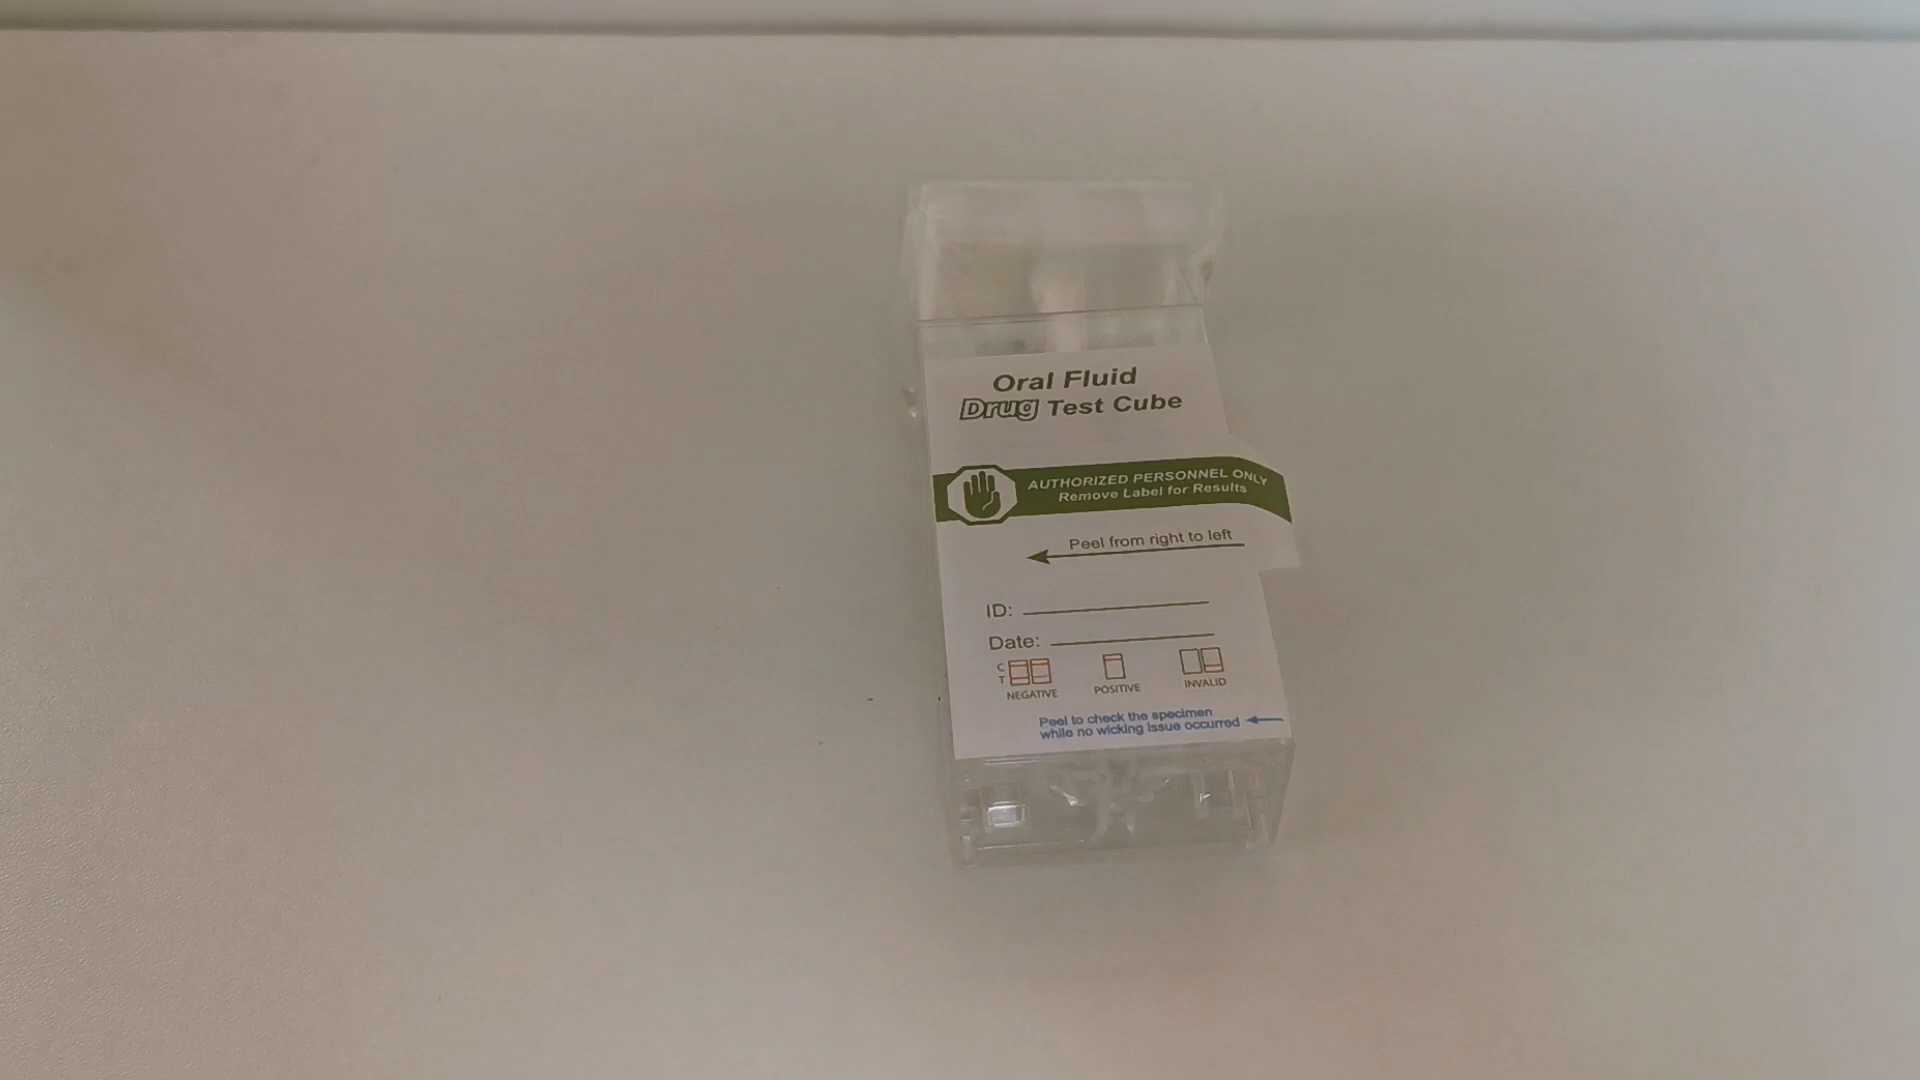 Oral Fluid
Drug Test Cube
AUTHORIZED PERSONNEL ONLY
Remove Label for Results
Peel from right to left
ID:
Date:
C
T
NEGATIVE
POSITIVE
INVALID
Peel to check the specimen
while no wicking issue occurred